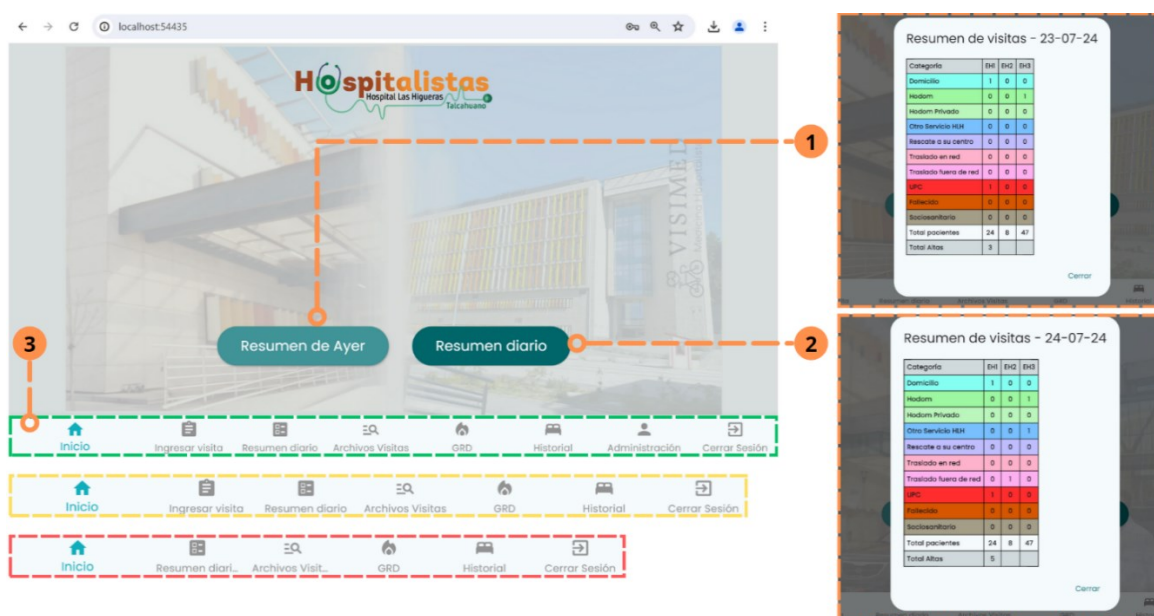 localhost:54435
Hospitalistas
Hospital Las Higueras
Talcahuano
VISIMED
Resumen de Ayer
Resumen diario
1
2
3
Inicio Ingresar visita Resumen diario Archivos Visitas GRD Historial Administración Cerrar Sesión
Inicio Ingresar visita Resumen diario Archivos Visitas GRD Historial Cerrar Sesión
Inicio Resumen diari... Archivos Visit... GRD Historial Cerrar Sesión
Resumen de visitas - 23-07-24
Categoría EH1 EH2 EH3
Domicilio 1 0 0
Hodom 0 0 1
Hodom Privado 0 0 0
Otro Servicio HLH 0 0 0
Rescate a su centro 0 0 0
Traslado en red 0 0 0
Traslado fuera de red 0 0 0
UPC 1 0 0
Fallecido 0 0 0
Sociosanitario 0 0 0
Total pacientes 24 8 47
Total Altas 3
Cerrar
Resumen diario Archivos Visitas GRD Historial
Resumen de visitas - 24-07-24
Categoría EH1 EH2 EH3
Domicilio 1 0 0
Hodom 0 0 1
Hodom Privado 0 0 0
Otro Servicio HLH 0 0 1
Rescate a su centro 0 0 0
Traslado en red 0 0 0
Traslado fuera de red 0 1 0
UPC 1 0 0
Fallecido 0 0 0
Sociosanitario 0 0 0
Total pacientes 24 8 47
Total Altas 5
Cerrar